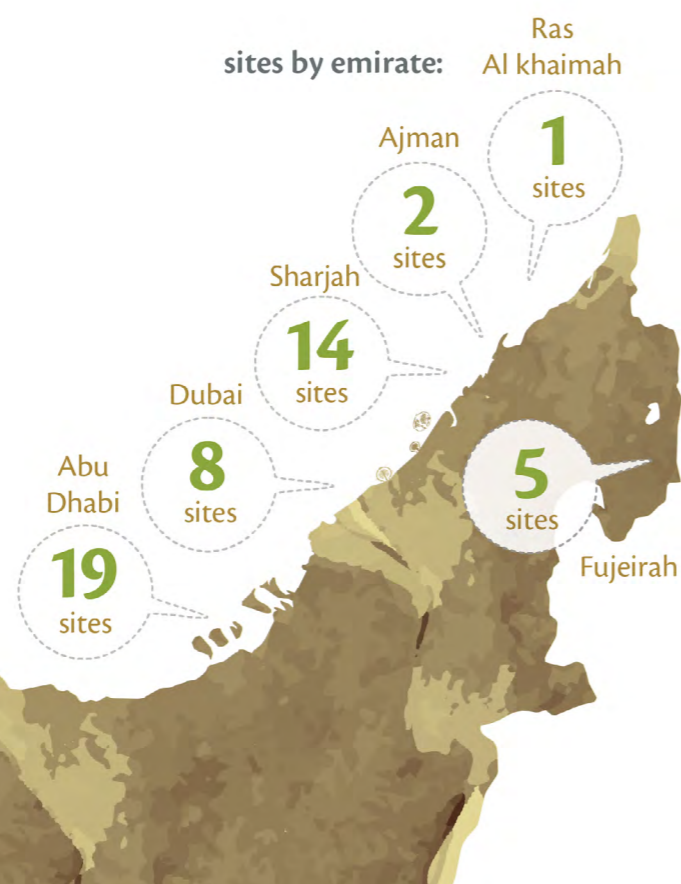 sites by emirate:
Ras
Al khaimah
1
sites
Ajman
2
sites
Sharjah
14
sites
Dubai
8
sites
Abu
Dhabi
19
sites
5
sites
Fujeirah